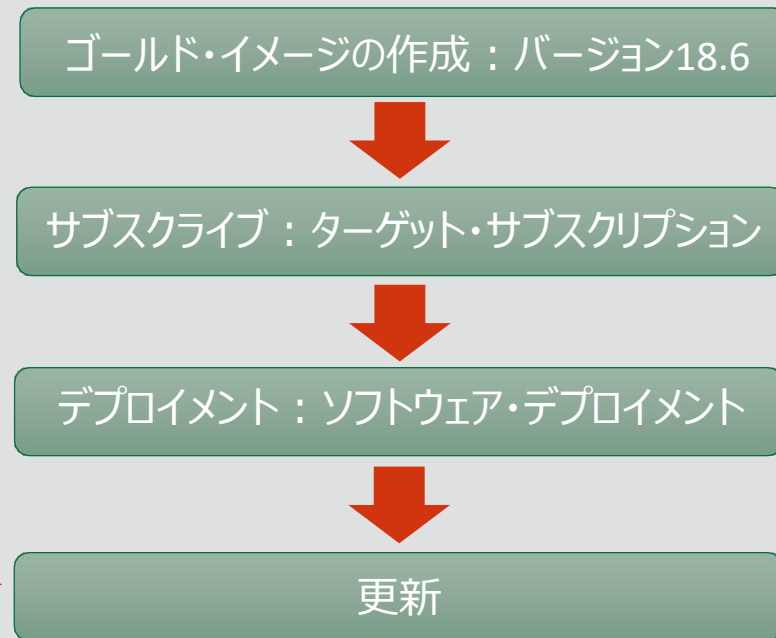 ゴールド・イメージの作成：バージョン18.6
サブスクライブ：ターゲット・サブスクリプション
デプロイメント：ソフトウェア・デプロイメント
更新